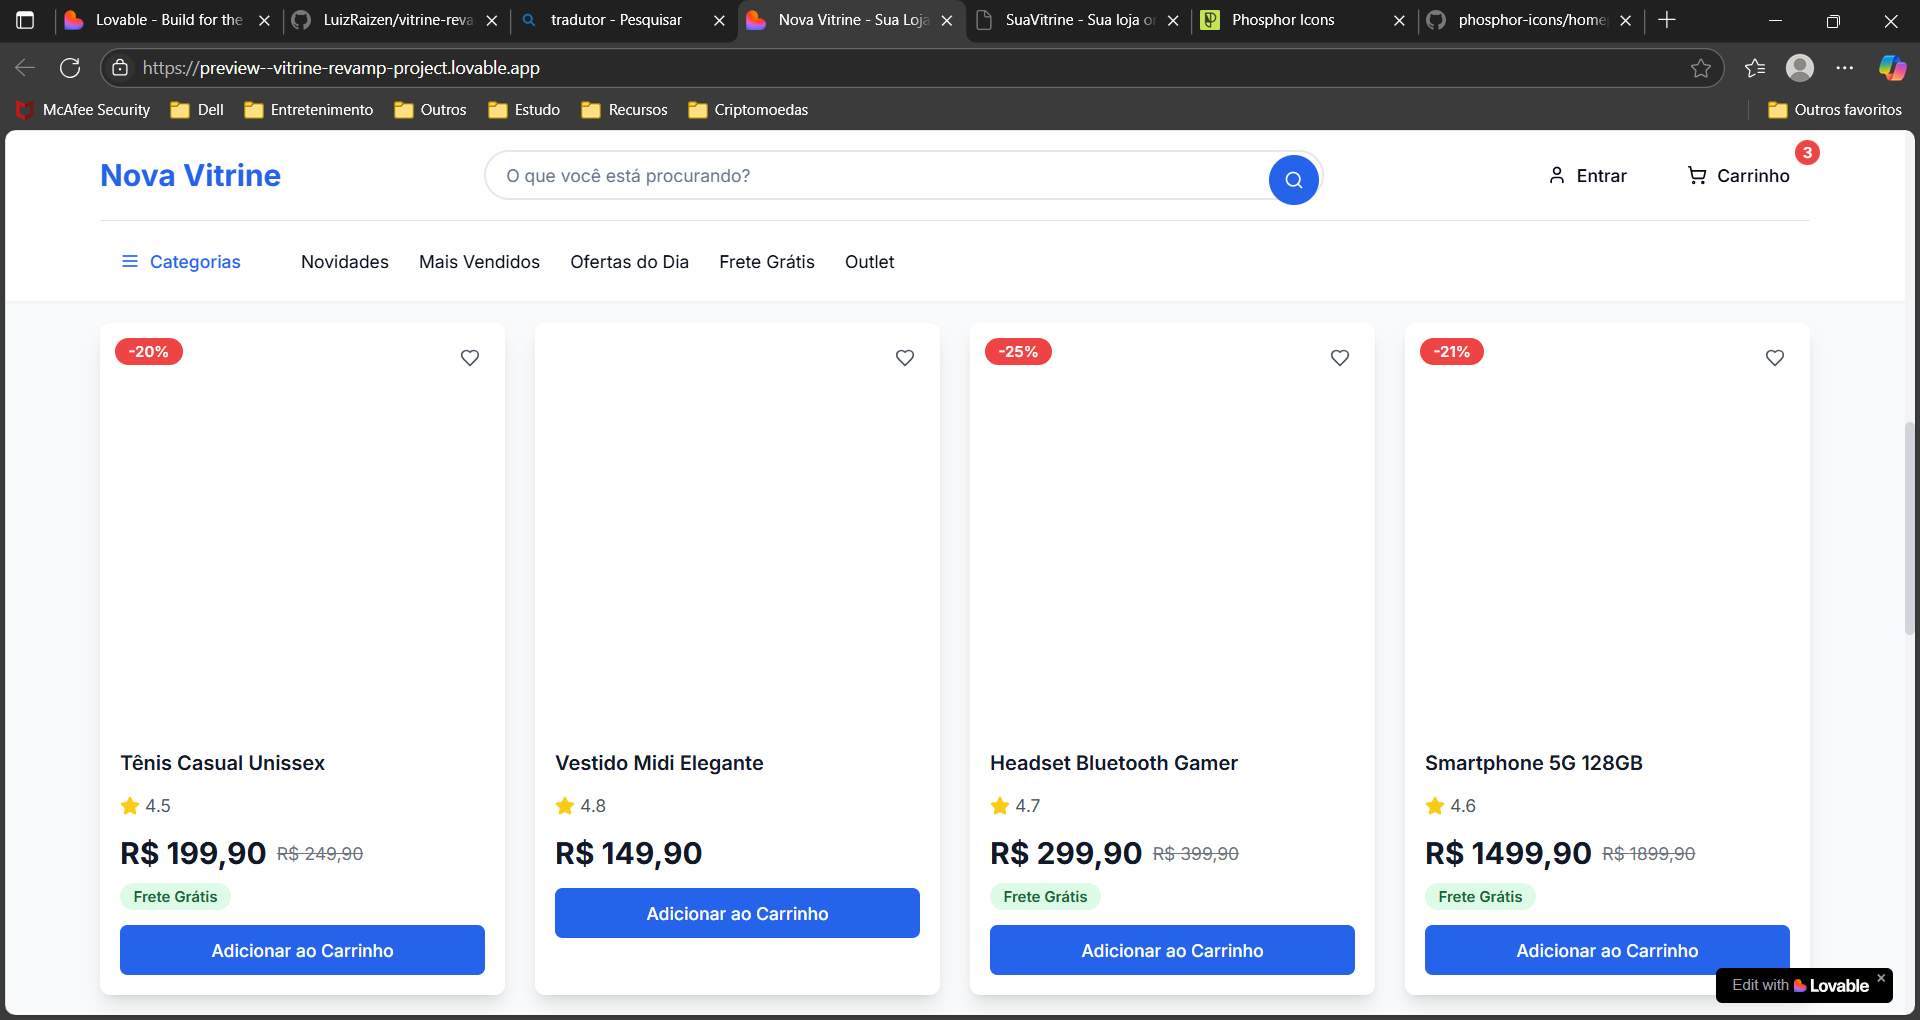 Lovable - Build for the
LuizRaizen/vitrine-reva
tradutor - Pesquisar
Nova Vitrine - Sua Loja
SuaVitrine - Sua loja o
Phosphor Icons
phosphor-icons/home
https://preview--vitrine-revamp-project.lovable.app
McAfee Security
Dell
Entretenimento
Outros
Estudo
Recursos
Criptomoedas
Outros favoritos
Nova Vitrine
O que você está procurando?
Entrar
Carrinho
3
Categorias
Novidades
Mais Vendidos
Ofertas do Dia
Frete Grátis
Outlet
-20%
-25%
-21%
Tênis Casual Unissex
4.5
R$ 199,90 R$ 249,90
Frete Grátis
Adicionar ao Carrinho
Vestido Midi Elegante
4.8
R$ 149,90
Adicionar ao Carrinho
Headset Bluetooth Gamer
4.7
R$ 299,90 R$ 399,90
Frete Grátis
Adicionar ao Carrinho
Smartphone 5G 128GB
4.6
R$ 1499,90 R$ 1899,90
Frete Grátis
Adicionar ao Carrinho
Edit with Lovable